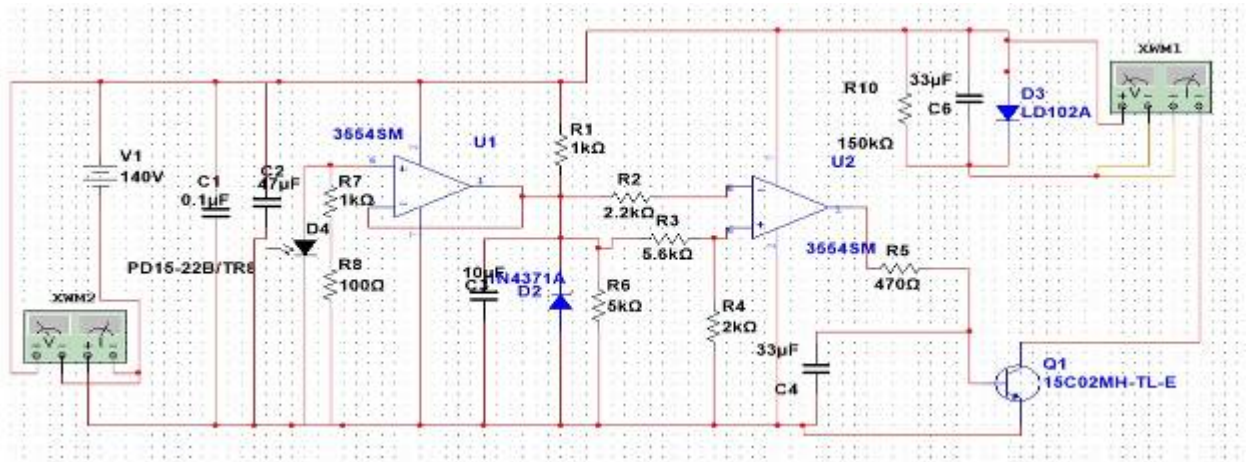 XWM1
R10
33µF
C6
D3
LD102A
150kΩ
3554SM
U1
R1
1kΩ
U2
V1
140V
C1
0.1µF
C2
47µF
R7
1kΩ
R2
2.2kΩ
R3
5.6kΩ
3554SM
R5
470Ω
D4
PD15-22B/TR8
R8
100Ω
10µF
C3
1N4371A
D2
R6
5kΩ
R4
2kΩ
XWM2
33µF
C4
Q1
15C02MH-TL-E